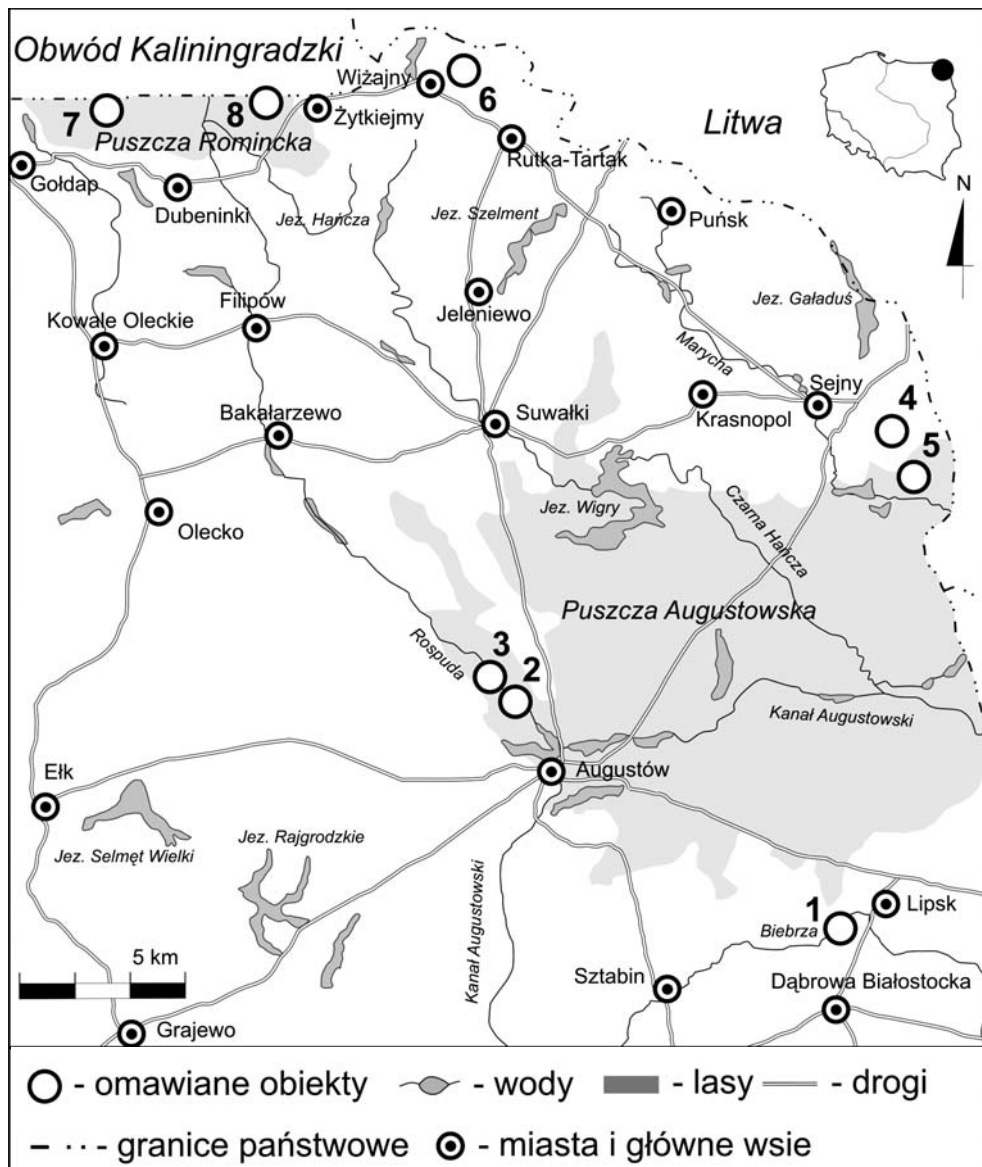 Obwód Kaliningradzki
Wiżajny
6
7
8
Żytkiejmy
Litwa
Puszcza Romincka
Rutka-Tartak
N
Gołdap
Dubeninki
Jez. Hańcza
Jez. Szelment
Puńsk
Filipów
Jeleniewo
Jez. Gaładuś
Kowale Oleckie
Marycha
Sejny
Bakałarzewo
Suwałki
Krasnopol
4
5
Olecko
Jez. Wigry
Czarna Hańcza
Puszcza Augustowska
Rospuda
3
2
Kanał Augustowski
Ełk
Augustów
Jez. Selmęt Wielki
Jez. Rajgrodzkie
Kanał Augustowski
1
Lipsk
Biebrza
5 km
Sztabin
Dąbrowa Białostocka
Grajewo
- omawiane obiekty - wody - lasy - drogi
- granice państwowe - miasta i główne wsie